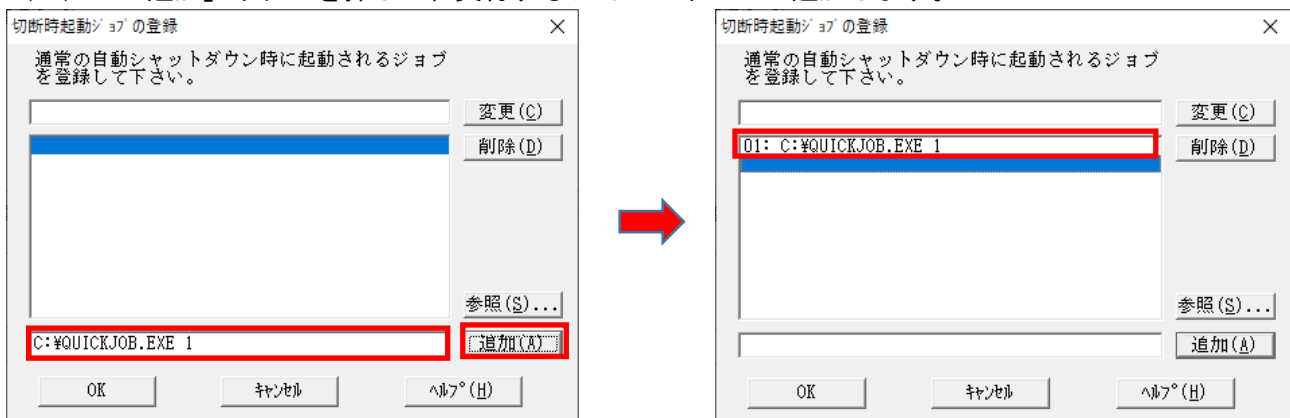 切断時起動ｼﾞｮﾌﾞの登録
通常の自動シャットダウン時に起動されるジョブ
を登録して下さい。
変更(C)
削除(D)
参照(S)...
C:¥QUICKJOB.EXE 1
追加(A)
OK
ｷｬﾝｾﾙ
ﾍﾙﾌﾟ(H)
切断時起動ｼﾞｮﾌﾞの登録
通常の自動シャットダウン時に起動されるジョブ
を登録して下さい。
変更(C)
01: C:¥QUICKJOB.EXE 1
削除(D)
参照(S)...
追加(A)
OK
ｷｬﾝｾﾙ
ﾍﾙﾌﾟ(H)